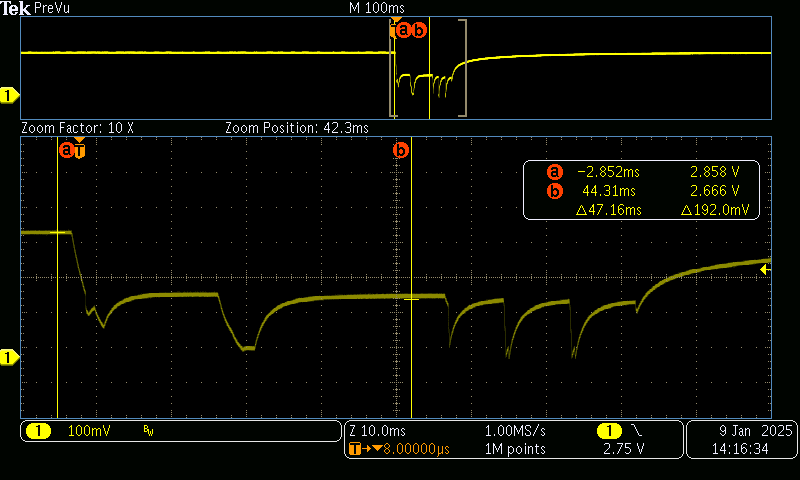 Tek PreVu M 100ms
T a b
1
Zoom Factor: 10 X Zoom Position: 42.3ms
a T b
a −2.852ms 2.858 V
b 44.31ms 2.666 V
Δ47.16ms Δ192.0mV
1
1 100mV BW Z 10.0ms 1.00MS/s 1 9 Jan 2025
T→▼8.00000µs 1M points 2.75 V 14:16:34